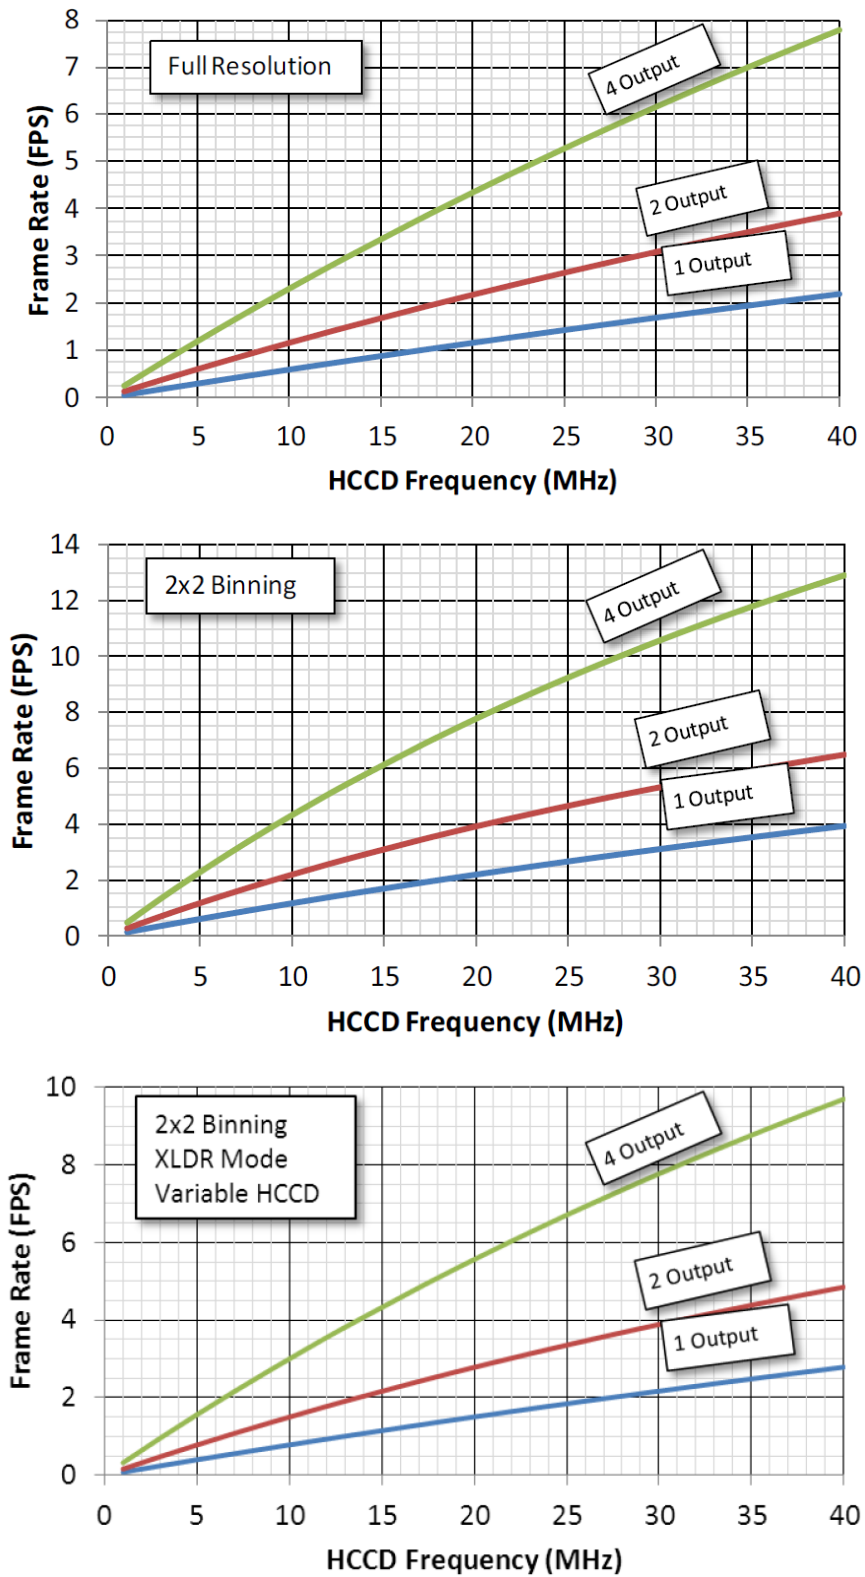 Full Resolution
4 Output
2 Output
1 Output
Frame Rate (FPS)
8
7
6
5
4
3
2
1
0
0 5 10 15 20 25 30 35 40
HCCD Frequency (MHz)
2x2 Binning
4 Output
2 Output
1 Output
Frame Rate (FPS)
14
12
10
8
6
4
2
0
0 5 10 15 20 25 30 35 40
HCCD Frequency (MHz)
2x2 Binning
XLDR Mode
Variable HCCD
4 Output
2 Output
1 Output
Frame Rate (FPS)
10
8
6
4
2
0
0 5 10 15 20 25 30 35 40
HCCD Frequency (MHz)